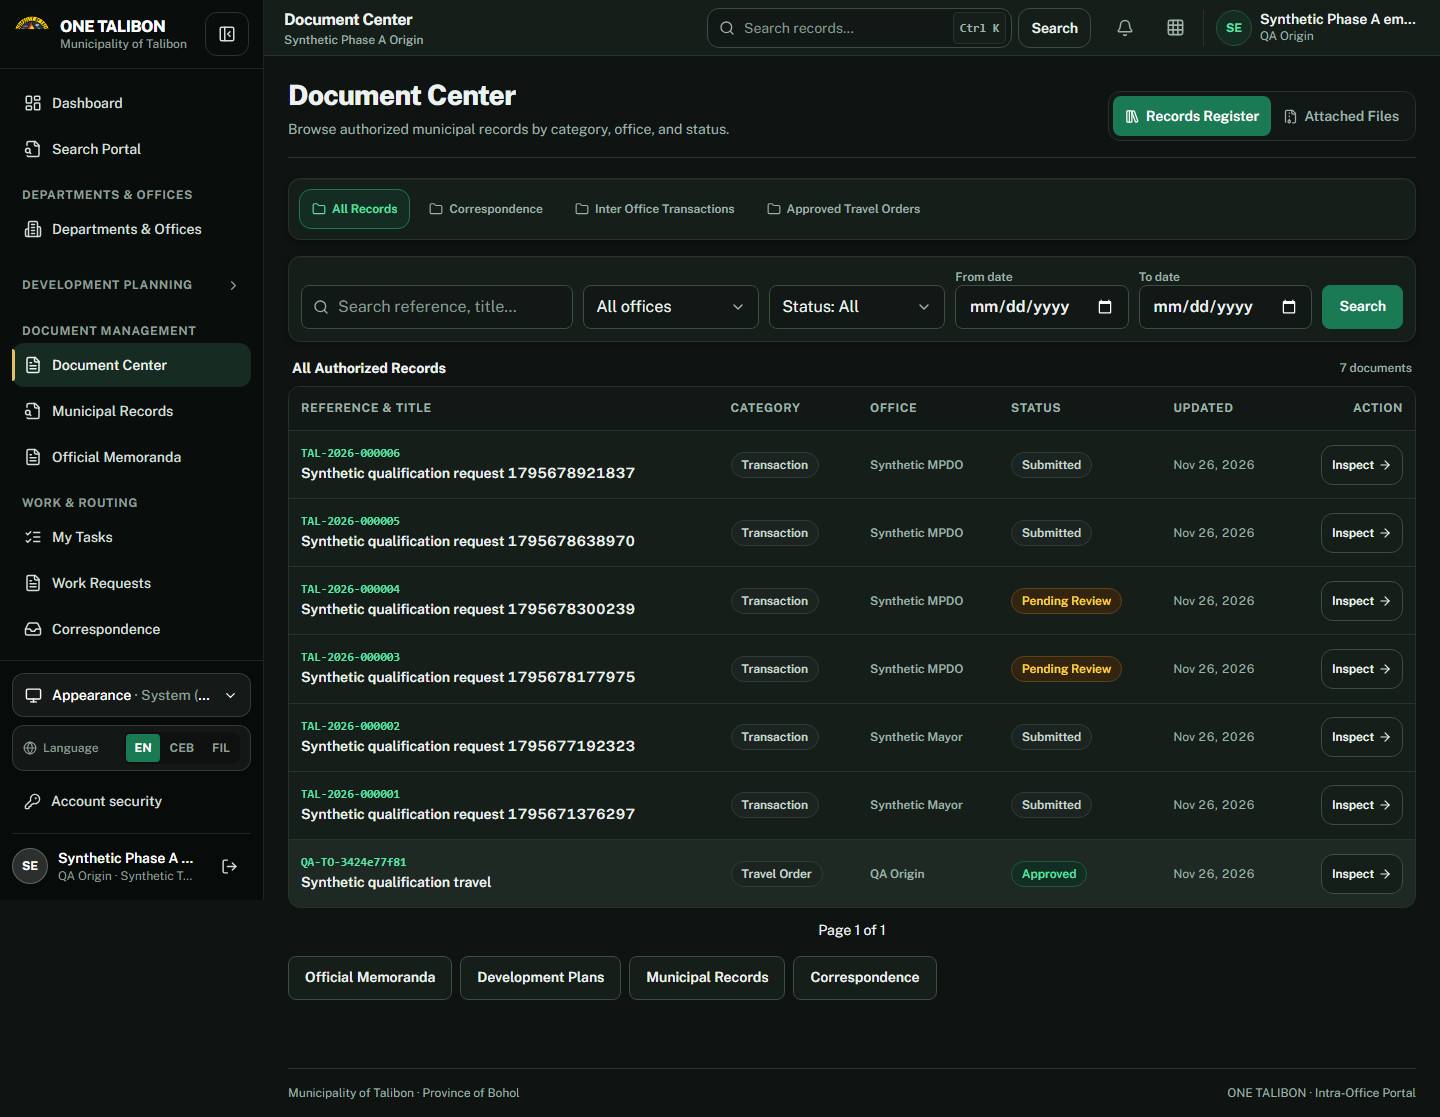 ONE TALIBON
Municipality of Talibon
Dashboard
Search Portal
DEPARTMENTS & OFFICES
Departments & Offices
DEVELOPMENT PLANNING
DOCUMENT MANAGEMENT
Document Center
Municipal Records
Official Memoranda
WORK & ROUTING
My Tasks
Work Requests
Correspondence
Appearance · System (...
Language EN CEB FIL
Account security
SE Synthetic Phase A ...
QA Origin · Synthetic T...
Document Center
Synthetic Phase A Origin
Search records... Ctrl K Search
SE Synthetic Phase A em...
QA Origin
Document Center
Browse authorized municipal records by category, office, and status.
Records Register Attached Files
All Records Correspondence Inter Office Transactions Approved Travel Orders
From date To date
Search reference, title... All offices Status: All mm/dd/yyyy mm/dd/yyyy Search
All Authorized Records 7 documents
REFERENCE & TITLE CATEGORY OFFICE STATUS UPDATED ACTION
TAL-2026-000006
Synthetic qualification request 1795678921837 Transaction Synthetic MPDO Submitted Nov 26, 2026 Inspect →
TAL-2026-000005
Synthetic qualification request 1795678638970 Transaction Synthetic MPDO Submitted Nov 26, 2026 Inspect →
TAL-2026-000004
Synthetic qualification request 1795678300239 Transaction Synthetic MPDO Pending Review Nov 26, 2026 Inspect →
TAL-2026-000003
Synthetic qualification request 1795678177975 Transaction Synthetic MPDO Pending Review Nov 26, 2026 Inspect →
TAL-2026-000002
Synthetic qualification request 1795677192323 Transaction Synthetic Mayor Submitted Nov 26, 2026 Inspect →
TAL-2026-000001
Synthetic qualification request 1795671376297 Transaction Synthetic Mayor Submitted Nov 26, 2026 Inspect →
QA-TO-3424e77f81
Synthetic qualification travel Travel Order QA Origin Approved Nov 26, 2026 Inspect →
Page 1 of 1
Official Memoranda Development Plans Municipal Records Correspondence
Municipality of Talibon · Province of Bohol ONE TALIBON · Intra-Office Portal